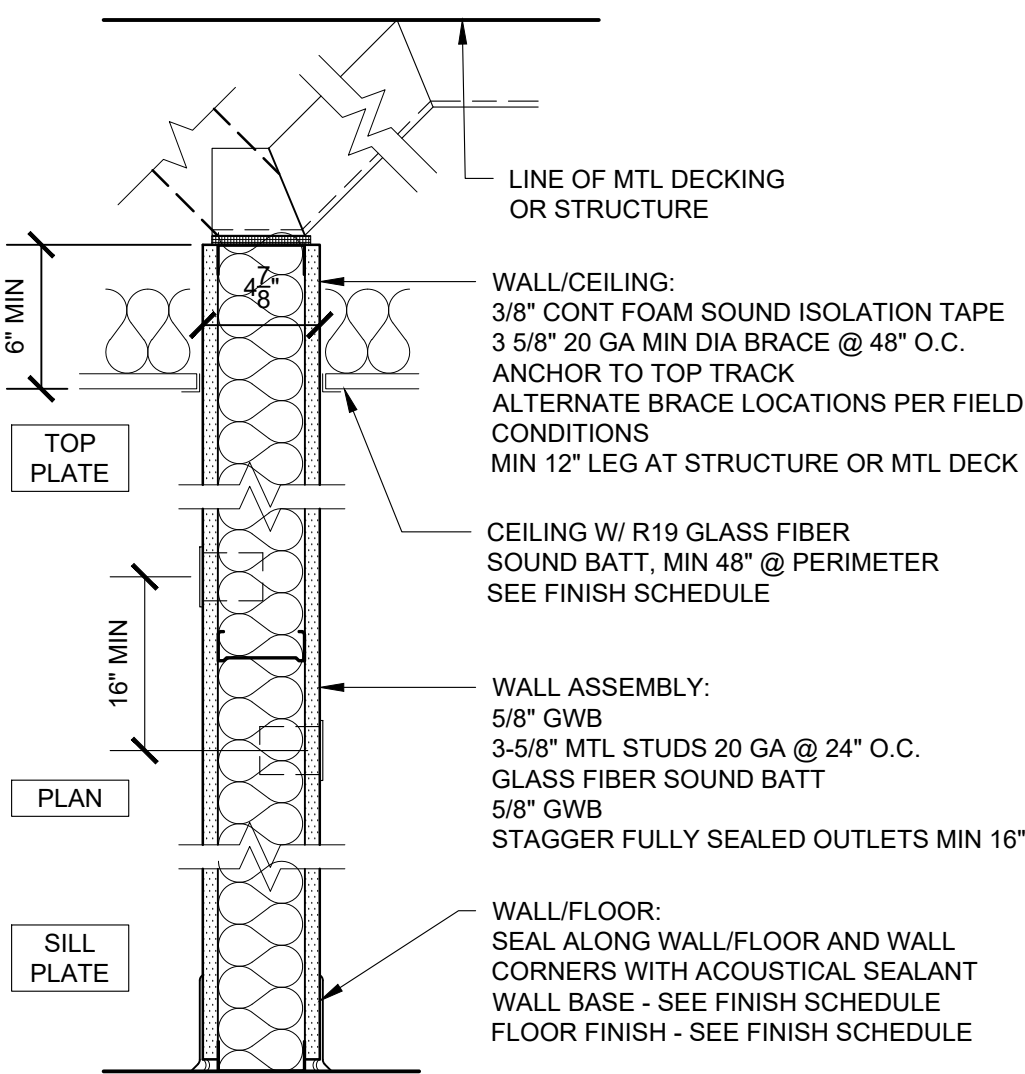 LINE OF MTL DECKING
OR STRUCTURE
6" MIN
4 7/8"
WALL/CEILING:
3/8" CONT FOAM SOUND ISOLATION TAPE
3 5/8" 20 GA MIN DIA BRACE @ 48" O.C.
ANCHOR TO TOP TRACK
ALTERNATE BRACE LOCATIONS PER FIELD
CONDITIONS
MIN 12" LEG AT STRUCTURE OR MTL DECK
TOP
PLATE
CEILING W/ R19 GLASS FIBER
SOUND BATT, MIN 48" @ PERIMETER
SEE FINISH SCHEDULE
16" MIN
WALL ASSEMBLY:
5/8" GWB
3-5/8" MTL STUDS 20 GA @ 24" O.C.
GLASS FIBER SOUND BATT
5/8" GWB
STAGGER FULLY SEALED OUTLETS MIN 16"
PLAN
WALL/FLOOR:
SEAL ALONG WALL/FLOOR AND WALL
CORNERS WITH ACOUSTICAL SEALANT
WALL BASE - SEE FINISH SCHEDULE
FLOOR FINISH - SEE FINISH SCHEDULE
SILL
PLATE